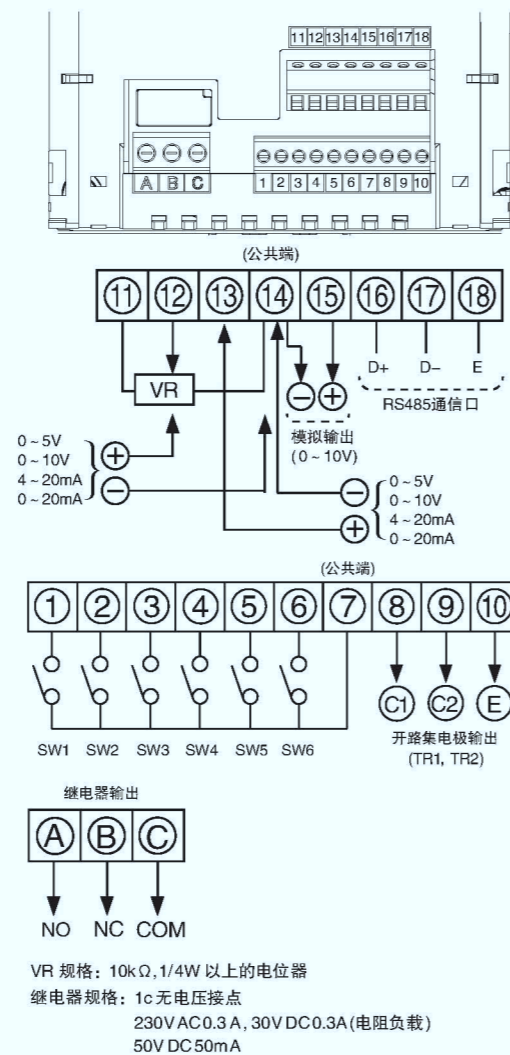 11 12 13 14 15 16 17 18
A B C
1 2 3 4 5 6 7 8 9 10
(公共端)
11 12 13 14 15 16 17 18
D+ D− E
VR
− +
RS485通信口
模拟输出
(0～10V)
0～5V
0～10V
4～20mA
0～20mA
+
−
−
+
0～5V
0～10V
4～20mA
0～20mA
(公共端)
1 2 3 4 5 6 7 8 9 10
C1 C2 E
SW1 SW2 SW3 SW4 SW5 SW6
开路集电极输出
(TR1, TR2)
继电器输出
A B C
NO NC COM
VR 规格: 10kΩ,1/4W 以上的电位器
继电器规格: 1c 无电压接点
230V AC0.3 A, 30V DC0.3A (电阻负载)
50V DC 50mA